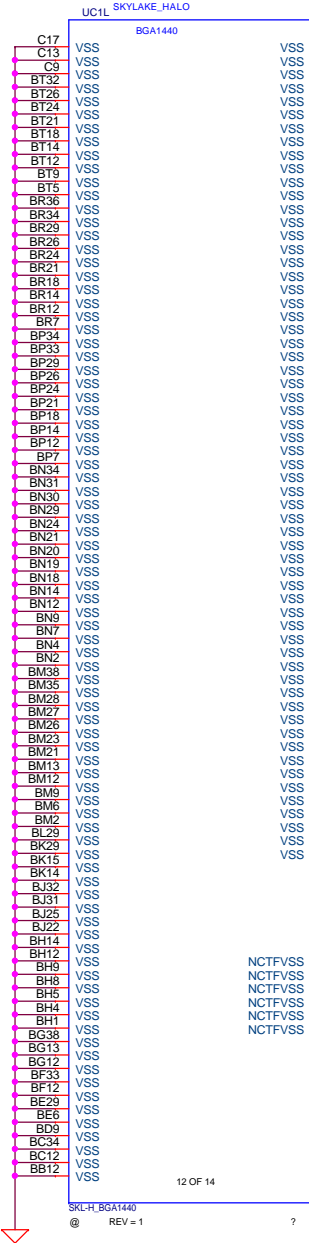 UC1L SKYLAKE_HALO
BGA1440
C17 VSS VSS
C13 VSS VSS
C9 VSS VSS
BT32 VSS VSS
BT26 VSS VSS
BT24 VSS VSS
BT21 VSS VSS
BT18 VSS VSS
BT14 VSS VSS
BT12 VSS VSS
BT9 VSS VSS
BT5 VSS VSS
BR36 VSS VSS
BR34 VSS VSS
BR29 VSS VSS
BR26 VSS VSS
BR24 VSS VSS
BR21 VSS VSS
BR18 VSS VSS
BR14 VSS VSS
BR12 VSS VSS
BR7 VSS VSS
BP34 VSS VSS
BP33 VSS VSS
BP29 VSS VSS
BP26 VSS VSS
BP24 VSS VSS
BP21 VSS VSS
BP18 VSS VSS
BP14 VSS VSS
BP12 VSS VSS
BP7 VSS VSS
BN34 VSS VSS
BN31 VSS VSS
BN30 VSS VSS
BN29 VSS VSS
BN24 VSS VSS
BN21 VSS VSS
BN20 VSS VSS
BN19 VSS VSS
BN18 VSS VSS
BN14 VSS VSS
BN12 VSS VSS
BN9 VSS VSS
BN7 VSS VSS
BN4 VSS VSS
BN2 VSS VSS
BM38 VSS VSS
BM35 VSS VSS
BM28 VSS VSS
BM27 VSS VSS
BM26 VSS VSS
BM23 VSS VSS
BM21 VSS VSS
BM13 VSS VSS
BM12 VSS VSS
BM9 VSS VSS
BM6 VSS VSS
BM2 VSS VSS
BL29 VSS VSS
BK29 VSS VSS
BK15 VSS
BK14 VSS
BJ32 VSS
BJ31 VSS
BJ25 VSS
BJ22 VSS
BH14 VSS
BH12 VSS NCTFVSS
BH9 VSS NCTFVSS
BH8 VSS NCTFVSS
BH5 VSS NCTFVSS
BH4 VSS NCTFVSS
BH1 VSS NCTFVSS
BG38 VSS
BG13 VSS
BG12 VSS
BF33 VSS
BF12 VSS
BE29 VSS
BE6 VSS
BD9 VSS
BC34 VSS
BC12 VSS
BB12 VSS
12 OF 14
SKL-H_BGA1440
@ REV = 1 ?